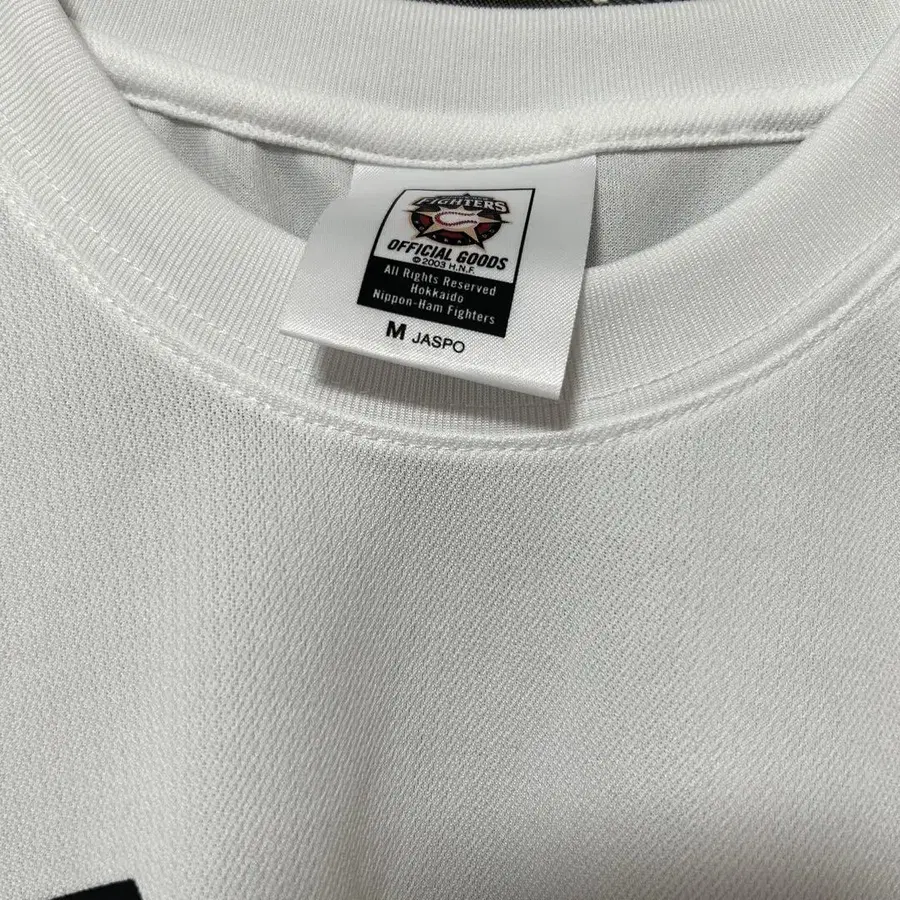 FIGHTERS
OFFICIAL GOODS
© 2003 H.N.F.
All Rights Reserved
Hokkaido
Nippon-Ham Fighters
M JASPO